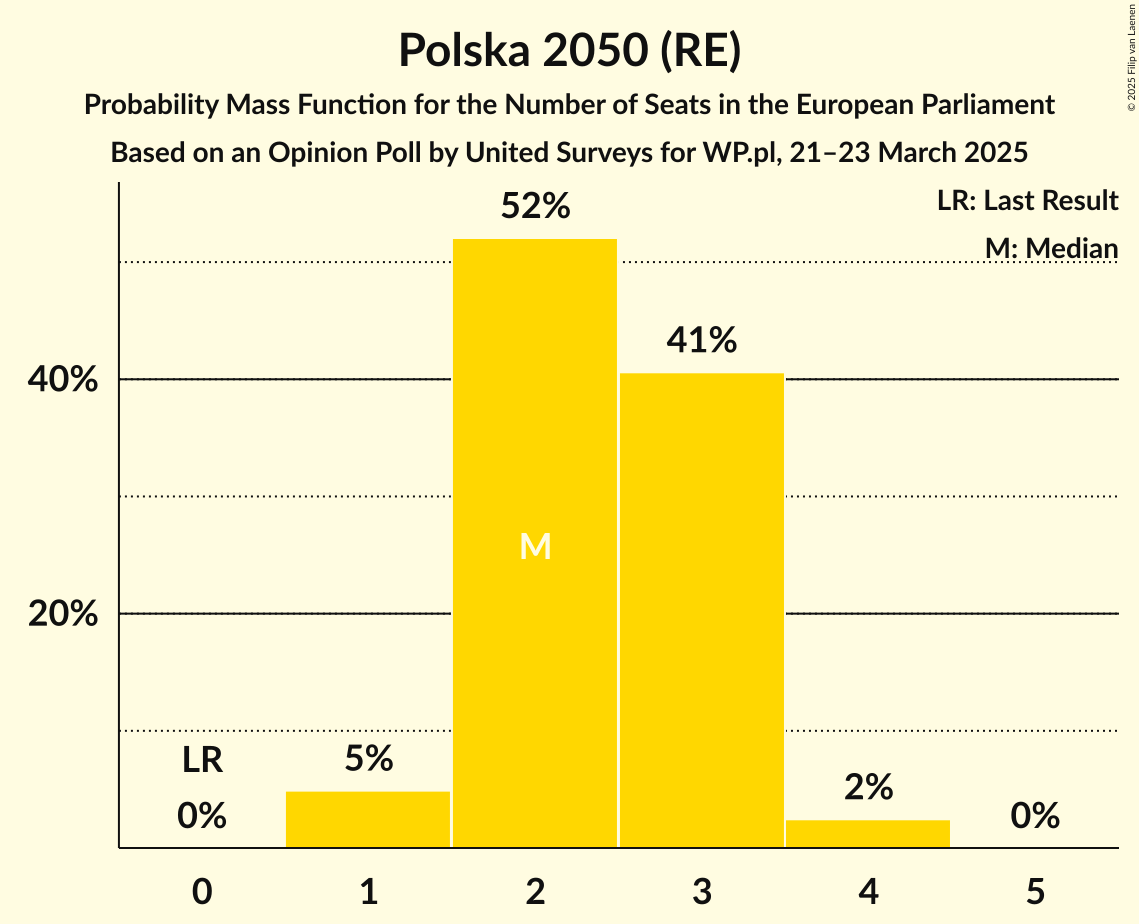 Polska 2050 (RE)
Probability Mass Function for the Number of Seats in the European Parliament
Based on an Opinion Poll by United Surveys for WP.pl, 21–23 March 2025
© 2025 Filip van Laenen
LR: Last Result
M: Median
52%
41%
40%
M
20%
LR
5%
2%
0%
0%
0 1 2 3 4 5